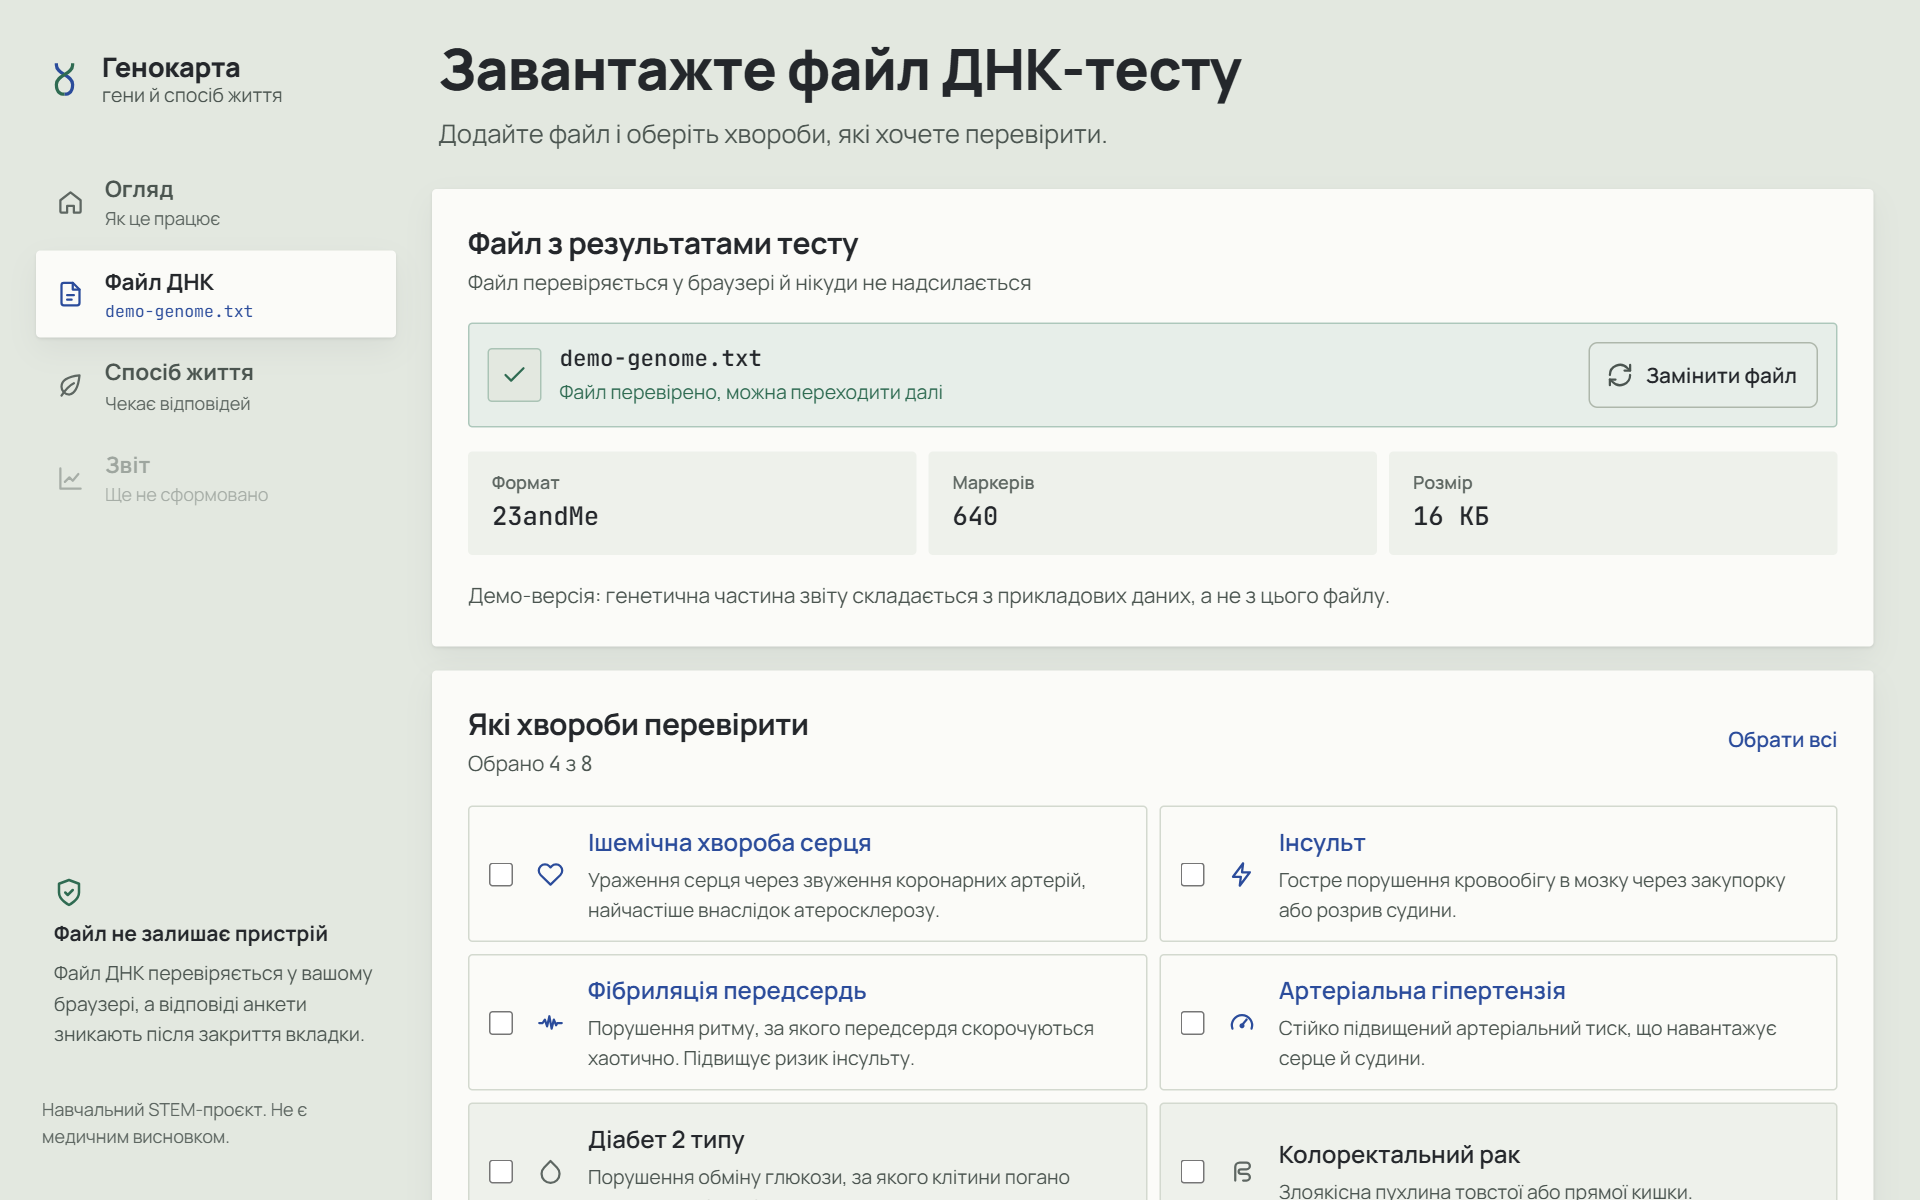 Генокарта
гени й спосіб життя
Огляд
Як це працює
Файл ДНК
demo-genome.txt
Спосіб життя
Чекає відповідей
Звіт
Ще не сформовано
Файл не залишає пристрій
Файл ДНК перевіряється у вашому
браузері, а відповіді анкети
зникають після закриття вкладки.
Навчальний STEM-проєкт. Не є
медичним висновком.
Завантажте файл ДНК-тесту
Додайте файл і оберіть хвороби, які хочете перевірити.
Файл з результатами тесту
Файл перевіряється у браузері й нікуди не надсилається
demo-genome.txt
Файл перевірено, можна переходити далі
Замінити файл
Формат
23andMe
Маркерів
640
Розмір
16 КБ
Демо-версія: генетична частина звіту складається з прикладових даних, а не з цього файлу.
Які хвороби перевірити
Обрано 4 з 8
Обрати всі
Ішемічна хвороба серця
Ураження серця через звуження коронарних артерій,
найчастіше внаслідок атеросклерозу.
Інсульт
Гостре порушення кровообігу в мозку через закупорку
або розрив судини.
Фібриляція передсердь
Порушення ритму, за якого передсердя скорочуються
хаотично. Підвищує ризик інсульту.
Артеріальна гіпертензія
Стійко підвищений артеріальний тиск, що навантажує
серце й судини.
Діабет 2 типу
Порушення обміну глюкози, за якого клітини погано
Колоректальний рак
Злоякісна пухлина товстої або прямої кишки.